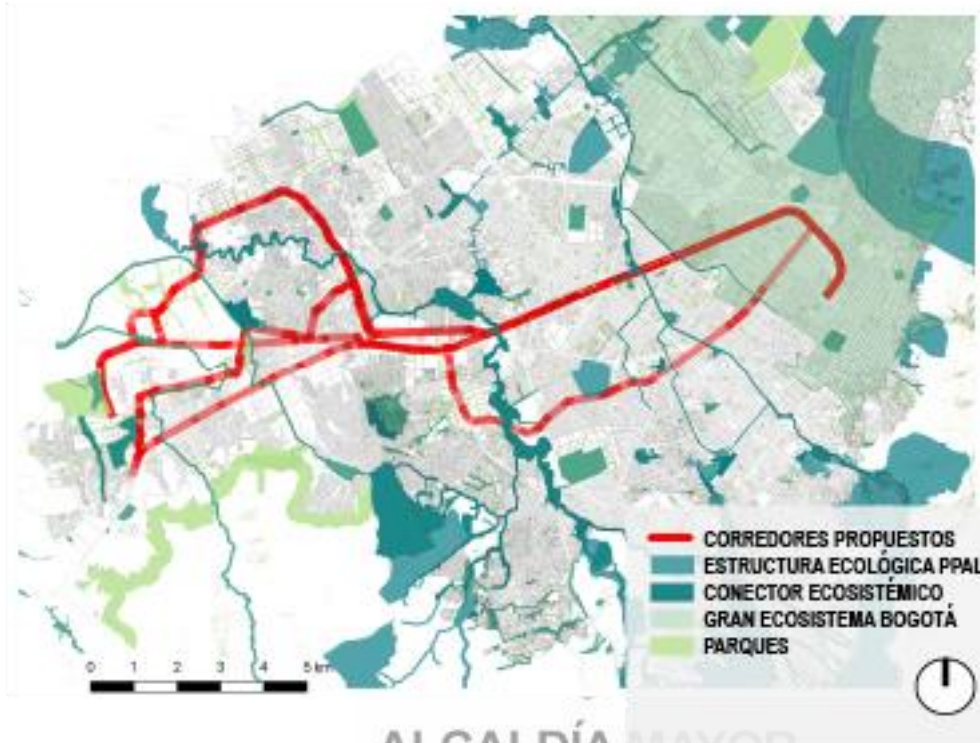 CORREDORES PROPUESTOS
ESTRUCTURA ECOLÓGICA PPAL
CONECTOR ECOSISTÉMICO
GRAN ECOSISTEMA BOGOTÁ
PARQUES
0 1 2 3 4 5 km
ALCALDÍA MAYOR